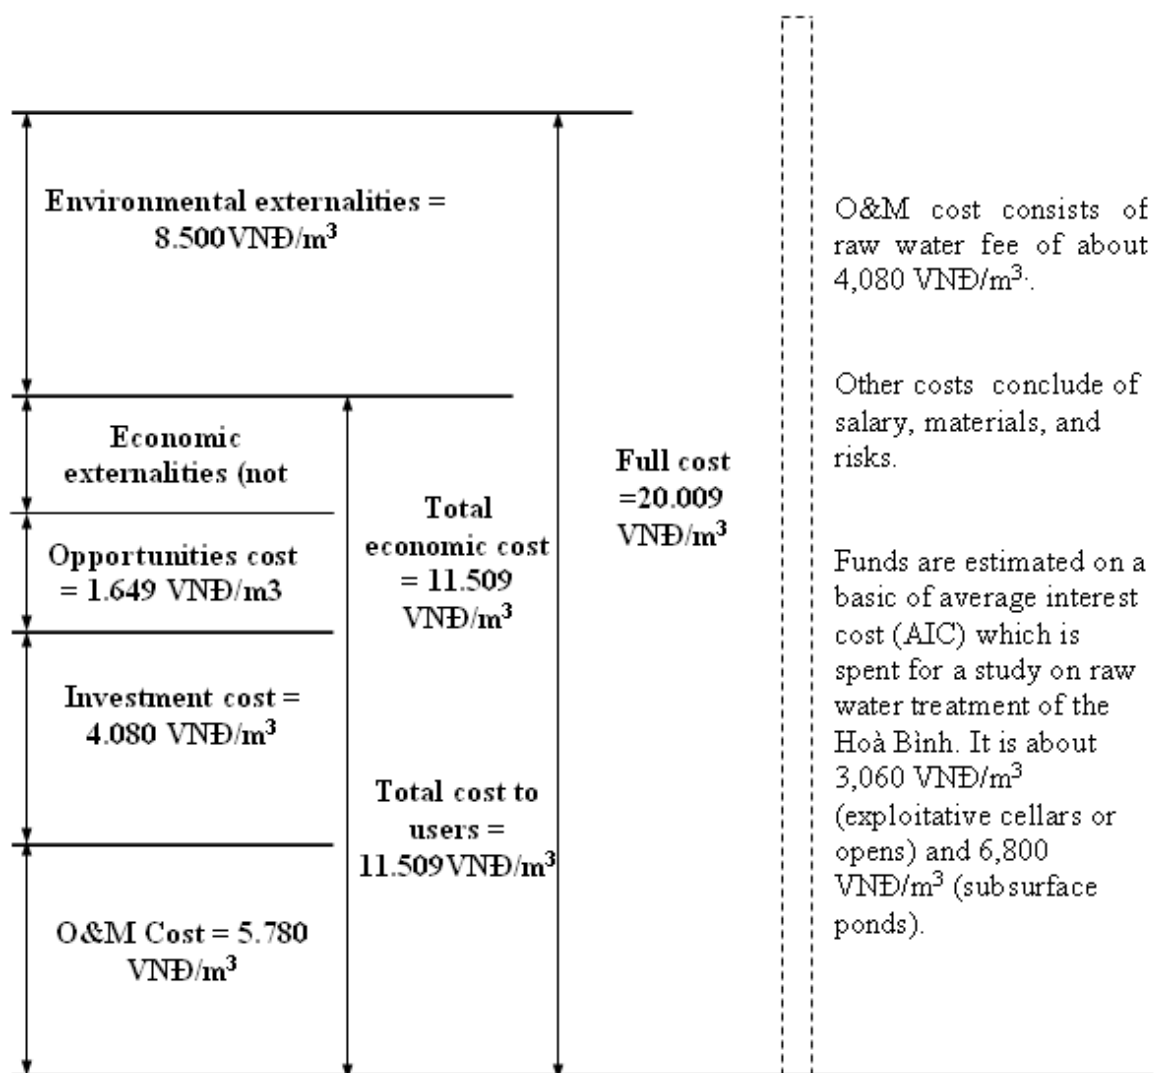 Environmental externalities =
8.500VNĐ/m³
Economic
externalities (not
Opportunities cost
= 1.649 VNĐ/m3
Investment cost =
4.080 VNĐ/m³
O&M Cost = 5.780
VNĐ/m³
Total
economic cost
= 11.509
VNĐ/m³
Total cost to
users =
11.509VNĐ/m³
Full cost
=20.009
VNĐ/m³
O&M cost consists of
raw water fee of about
4,080 VNĐ/m³·.
Other costs conclude of
salary, materials, and
risks.
Funds are estimated on a
basic of average interest
cost (AIC) which is
spent for a study on raw
water treatment of the
Hoà Bình. It is about
3,060 VNĐ/m³
(exploitative cellars or
opens) and 6,800
VNĐ/m³ (subsurface
ponds).